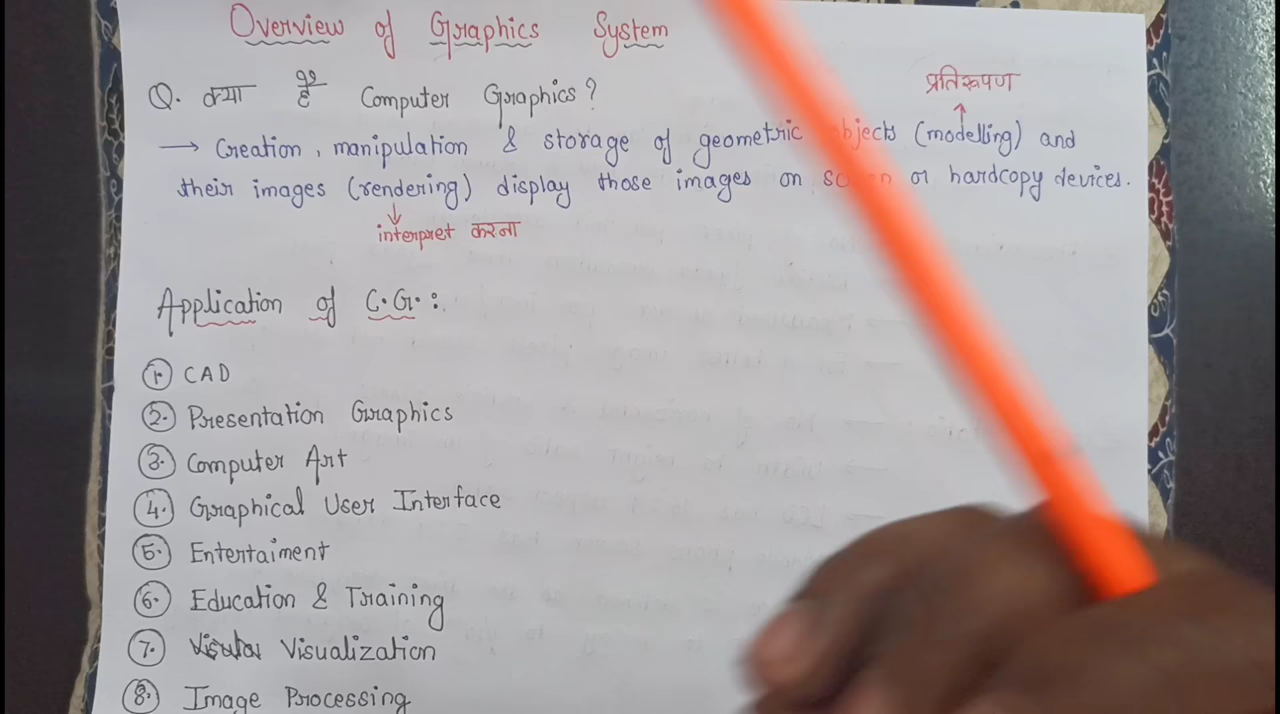 Overview of Graphics System
प्रतिरूपण
Q. क्या है Computer Graphics?
→ Creation, manipulation & storage of geometric objects (modelling) and
their images (rendering) display those images on or hardcopy devices.
interpret करना
Application of C.G.:
1. CAD
2. Presentation Graphics
3. Computer Art
4. Graphical User Interface
5. Entertaiment
6. Education & Training
7. Visualization
8. Image Processing